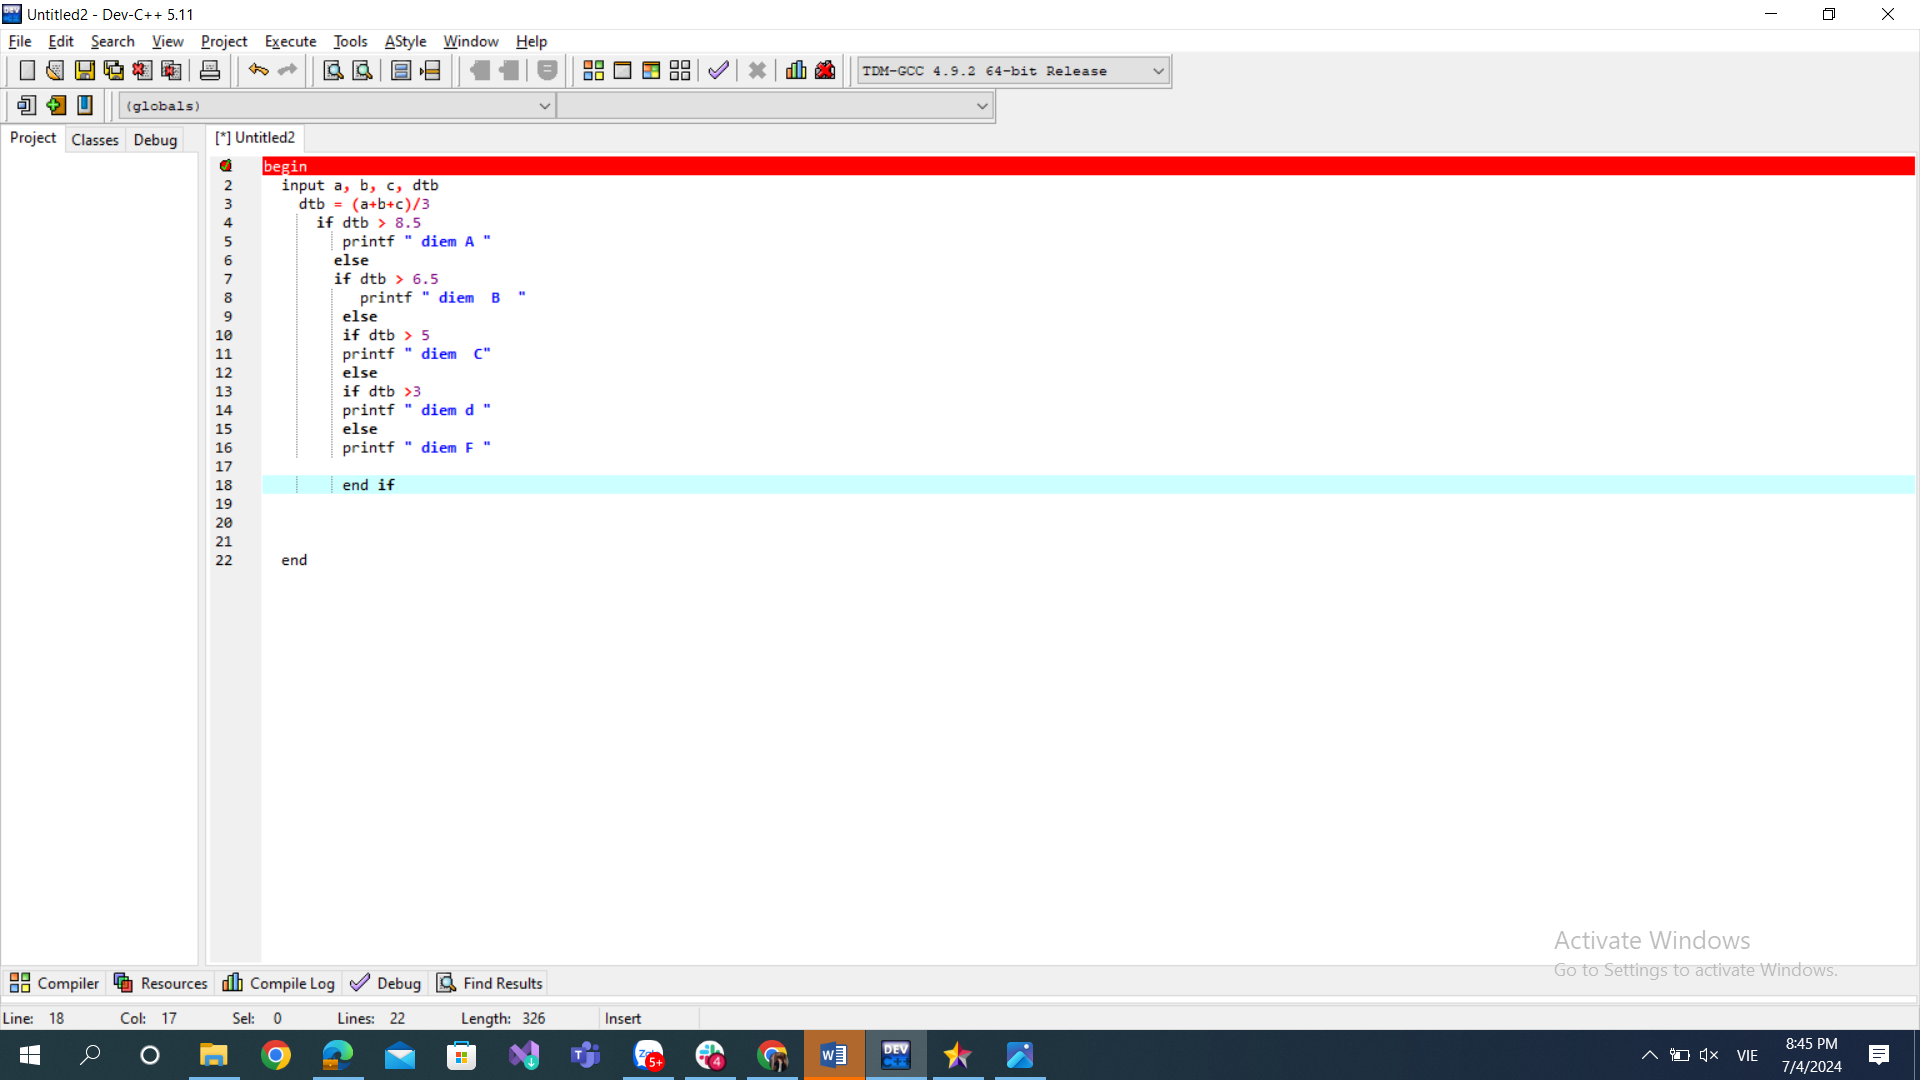 Untitled2 - Dev-C++ 5.11
File Edit Search View Project Execute Tools AStyle Window Help
TDM-GCC 4.9.2 64-bit Release
(globals)
Project Classes Debug [*] Untitled2
begin
2 input a, b, c, dtb
3 dtb = (a+b+c)/3
4 if dtb > 8.5
5 printf " diem A "
6 else
7 if dtb > 6.5
8 printf " diem  B  "
9 else
10 if dtb > 5
11 printf " diem  C"
12 else
13 if dtb >3
14 printf " diem d "
15 else
16 printf " diem F "
17
18 end if
19
20
21
22 end
Activate Windows
Go to Settings to activate Windows.
Compiler Resources Compile Log Debug Find Results
Line: 18 Col: 17 Sel: 0 Lines: 22 Length: 326 Insert
5+ 4 W DEV C++ VIE 8:45 PM
7/4/2024